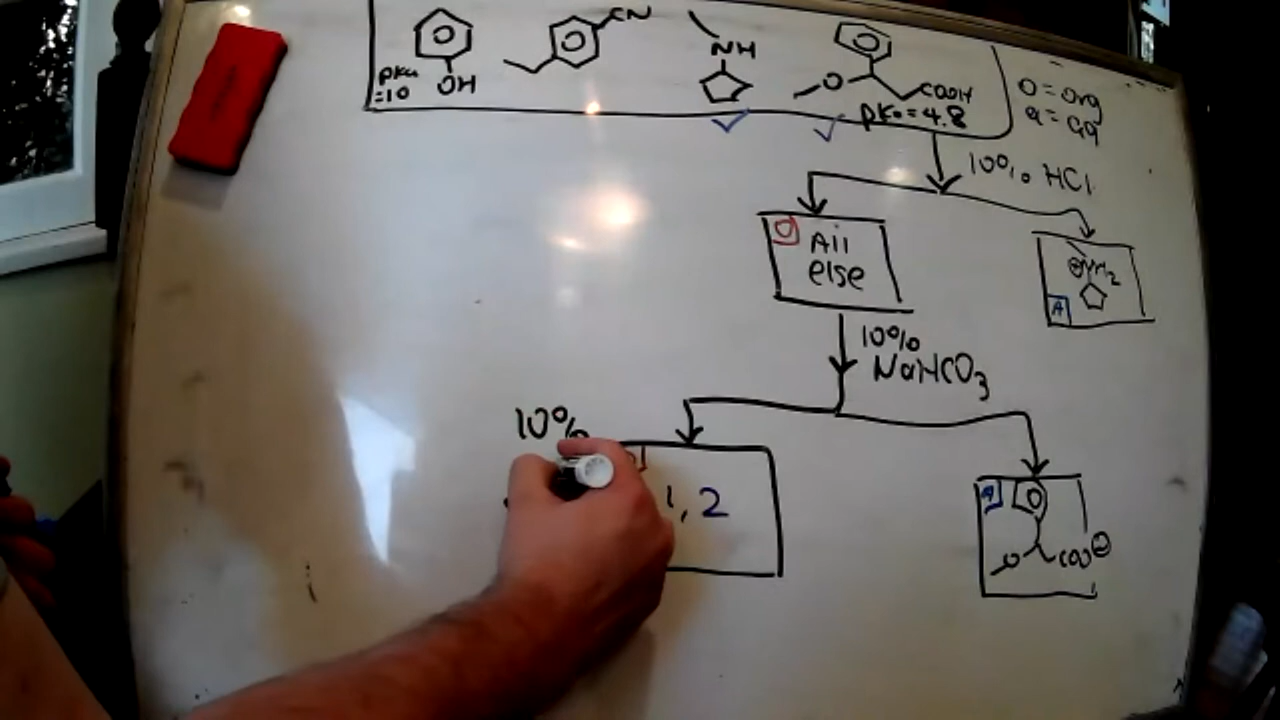 CN
NH
OH
pka
=10
O
COOH
pKa=4.8
O = Org
a = aq
10% HCl
O
All
else
⊕NH2
A
10%
NaHCO3
10%
1, 2
A
O
COO⊖